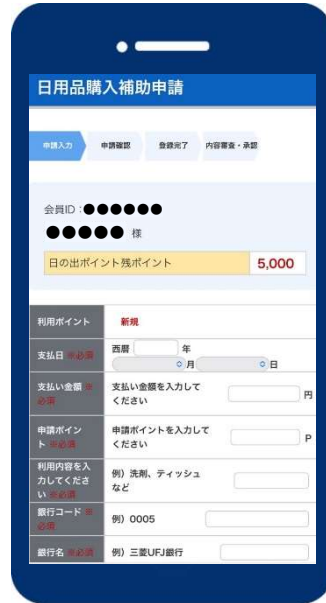 日用品購入補助申請
申請入力 申請確認 登録完了 内容審査・承認
会員ID：●●●●●●
●●●●● 様
日の出ポイント残ポイント 5,000
利用ポイント 新規
支払日 ※必須 西暦 年
月 日
支払い金額 ※
必須
支払い金額を入力して
ください
円
申請ポイン
ト ※必須
申請ポイントを入力して
ください
P
利用内容を入
力してくださ
い ※必須
例）洗剤、ティッシュ
など
銀行コード ※
必須
例）0005
銀行名 ※必須 例）三菱UFJ銀行